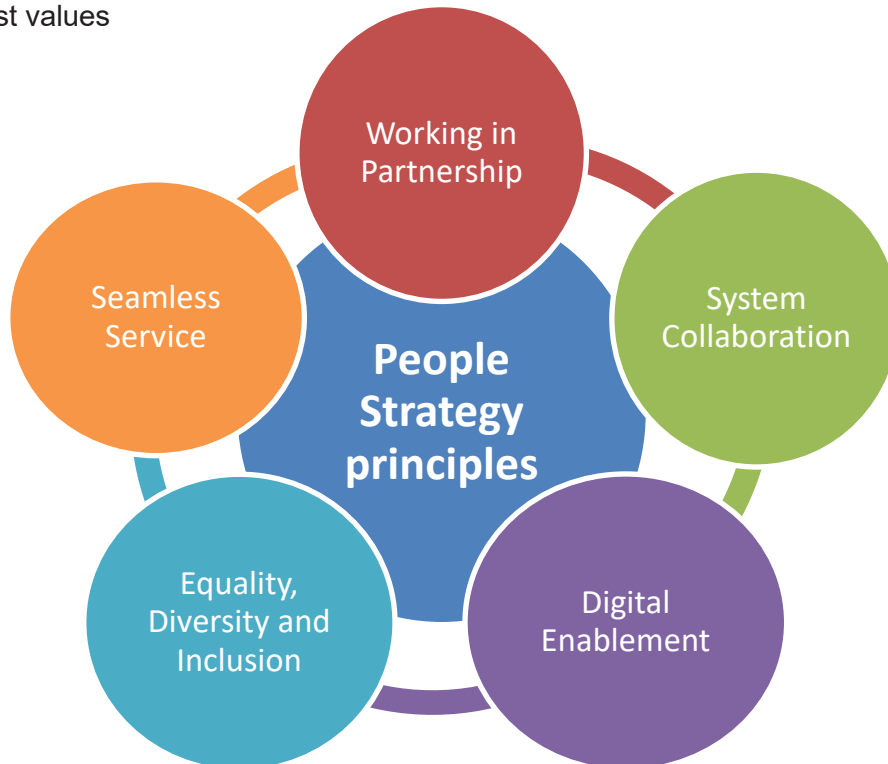 st values
Working in
Partnership
System
Collaboration
Digital
Enablement
Equality,
Diversity and
Inclusion
Seamless
Service
People
Strategy
principles